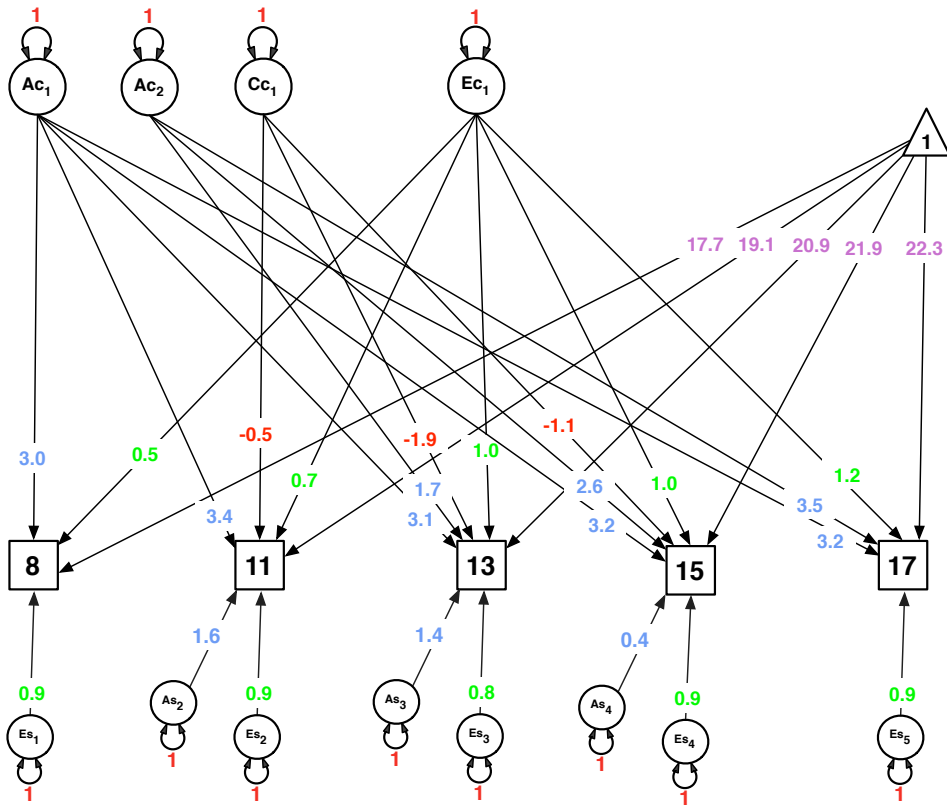 1 1 1 1
Ac₁ Ac₂ Cc₁ Ec₁
1
17.7 19.1 20.9 21.9 22.3
3.0 0.5 -0.5 0.7 -1.9 1.0 -1.1 1.0 1.2
3.4 1.7 2.6 3.5
3.1 3.2 3.2
8 11 13 15 17
1.6 1.4 0.4
0.9 0.9 0.8 0.9 0.9
As₂ As₃ As₄
Es₁ Es₂ Es₃ Es₄ Es₅
1 1 1
1 1 1 1 1